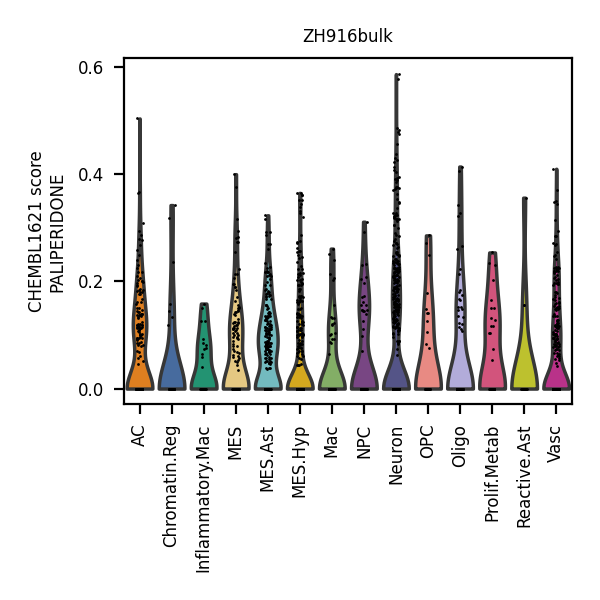 ZH916bulk
CHEMBL1621 score
PALIPERIDONE
0.6
0.4
0.2
0.0
AC
Chromatin.Reg
Inflammatory.Mac
MES
MES.Ast
MES.Hyp
Mac
NPC
Neuron
OPC
Oligo
Prolif.Metab
Reactive.Ast
Vasc